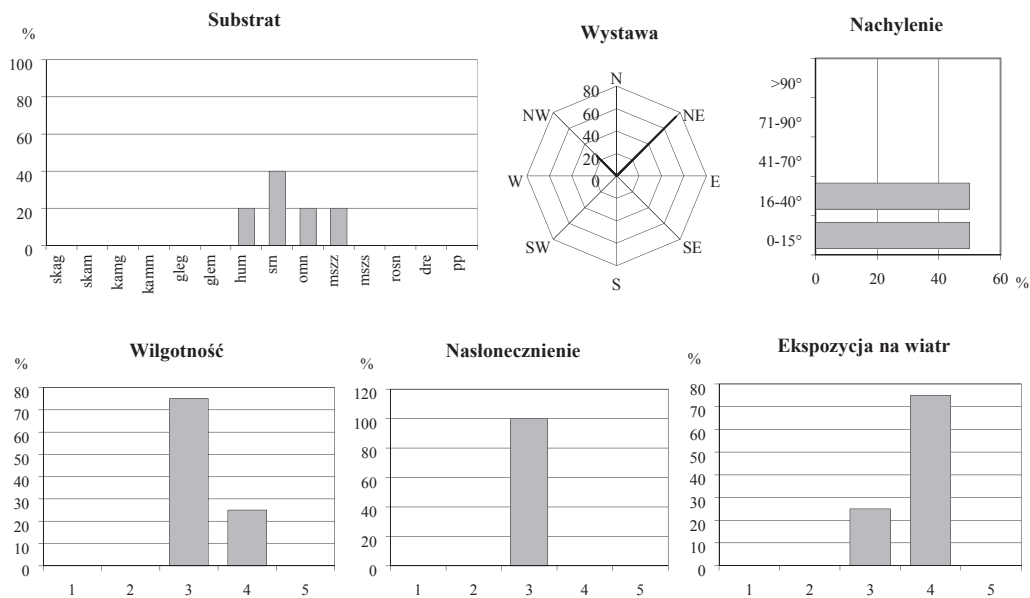 Substrat
%
100
80
60
40
20
0
skag
skam
kamg
kamm
gleg
glem
hum
srn
omn
mszz
mszs
rosn
dre
pp
Wystawa
N
NE
E
SE
S
SW
W
NW
80
60
40
20
0
Nachylenie
>90°
71-90°
41-70°
16-40°
0-15°
0 20 40 60 %
Wilgotność
%
80
70
60
50
40
30
20
10
0
1 2 3 4 5
Nasłonecznienie
%
120
100
80
60
40
20
0
1 2 3 4 5
Ekspozycja na wiatr
%
80
70
60
50
40
30
20
10
0
1 2 3 4 5